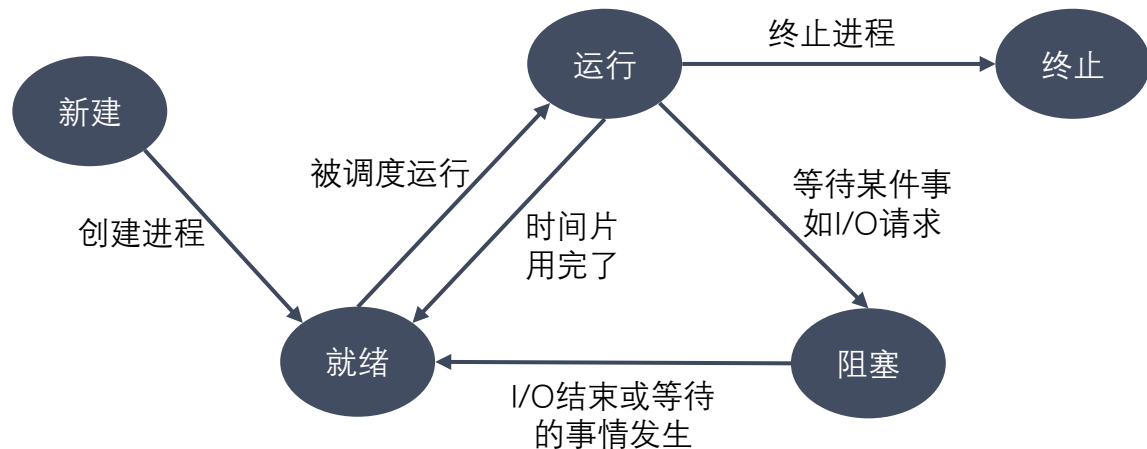 终止进程
运行
终止
新建
被调度运行
等待某件事
如I/O请求
创建进程
时间片
用完了
就绪
阻塞
I/O结束或等待
的事情发生